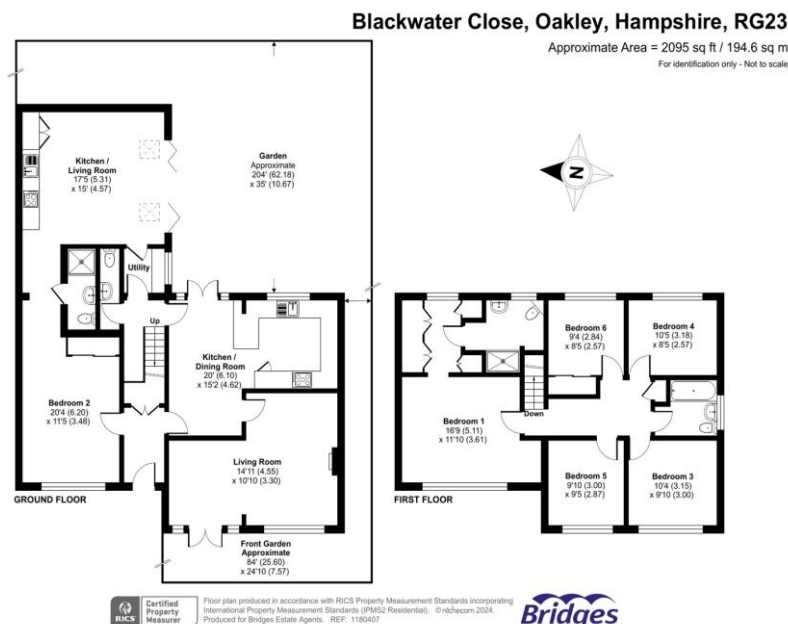 Blackwater Close, Oakley, Hampshire, RG23
Approximate Area = 2095 sq ft / 194.6 sq m
For identification only - Not to scale
Kitchen /
Living Room
17'5 (5.31)
x 15' (4.57)
Garden
Approximate
204' (62.18)
x 35' (10.67)
N
Utility
Up
Kitchen /
Dining Room
20' (6.10)
x 15'2 (4.62)
Bedroom 2
20'4 (6.20)
x 11'5 (3.48)
Living Room
14'11 (4.55)
x 10'10 (3.30)
GROUND FLOOR
Front Garden
Approximate
84' (25.60)
x 24'10 (7.57)
Bedroom 6
9'4 (2.84)
x 8'5 (2.57)
Bedroom 4
10'5 (3.18)
x 8'5 (2.57)
Bedroom 1
16'9 (5.11)
x 11'10 (3.61)
Down
Bedroom 5
9'10 (3.00)
x 9'5 (2.87)
Bedroom 3
10'4 (3.15)
x 9'10 (3.00)
FIRST FLOOR
RICS
Certified
Property
Measurer
Floor plan produced in accordance with RICS Property Measurement Standards incorporating
International Property Measurement Standards (IPMS2 Residential). © nichecom 2024.
Produced for Bridges Estate Agents. REF: 1180407
Bridges